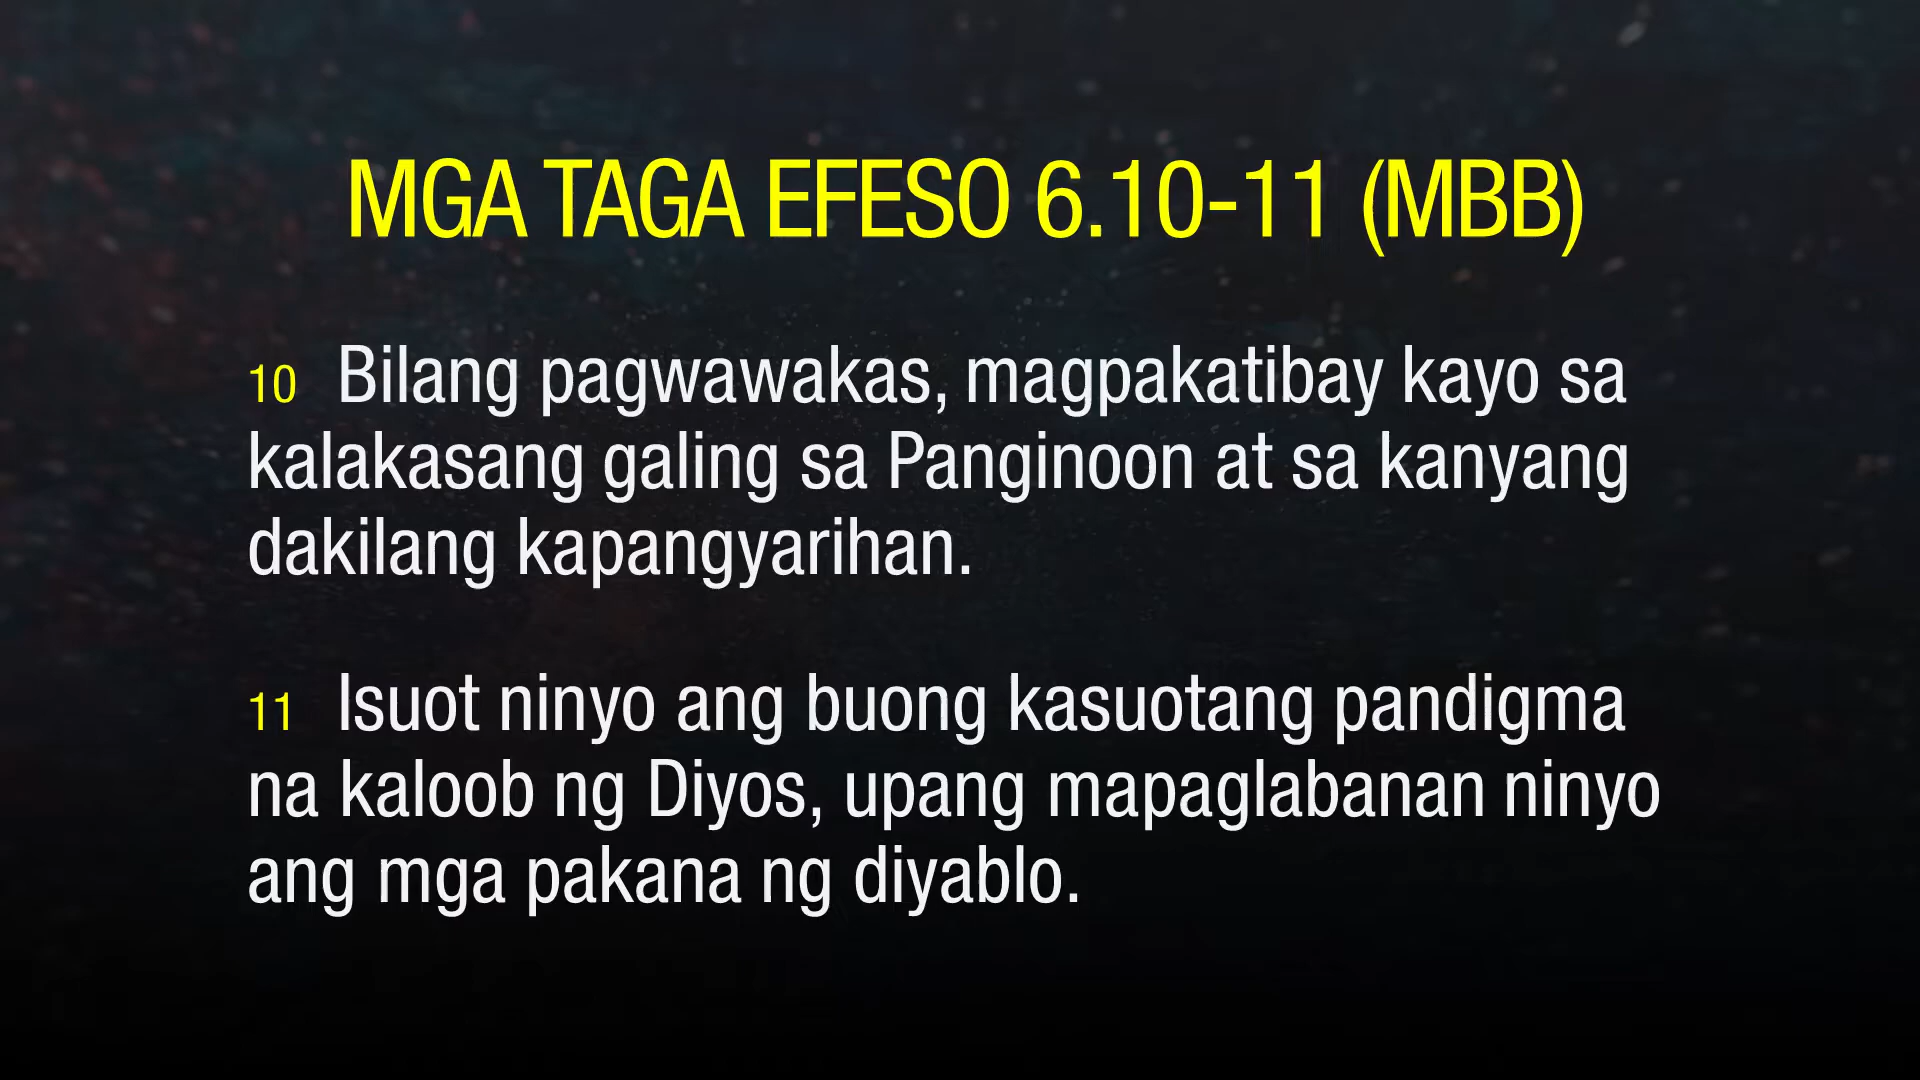 MGA TAGA EFESO 6.10-11 (MBB)
10 Bilang pagwawakas, magpakatibay kayo sa
kalakasang galing sa Panginoon at sa kanyang
dakilang kapangyarihan.
11 Isuot ninyo ang buong kasuotang pandigma
na kaloob ng Diyos, upang mapaglabanan ninyo
ang mga pakana ng diyablo.